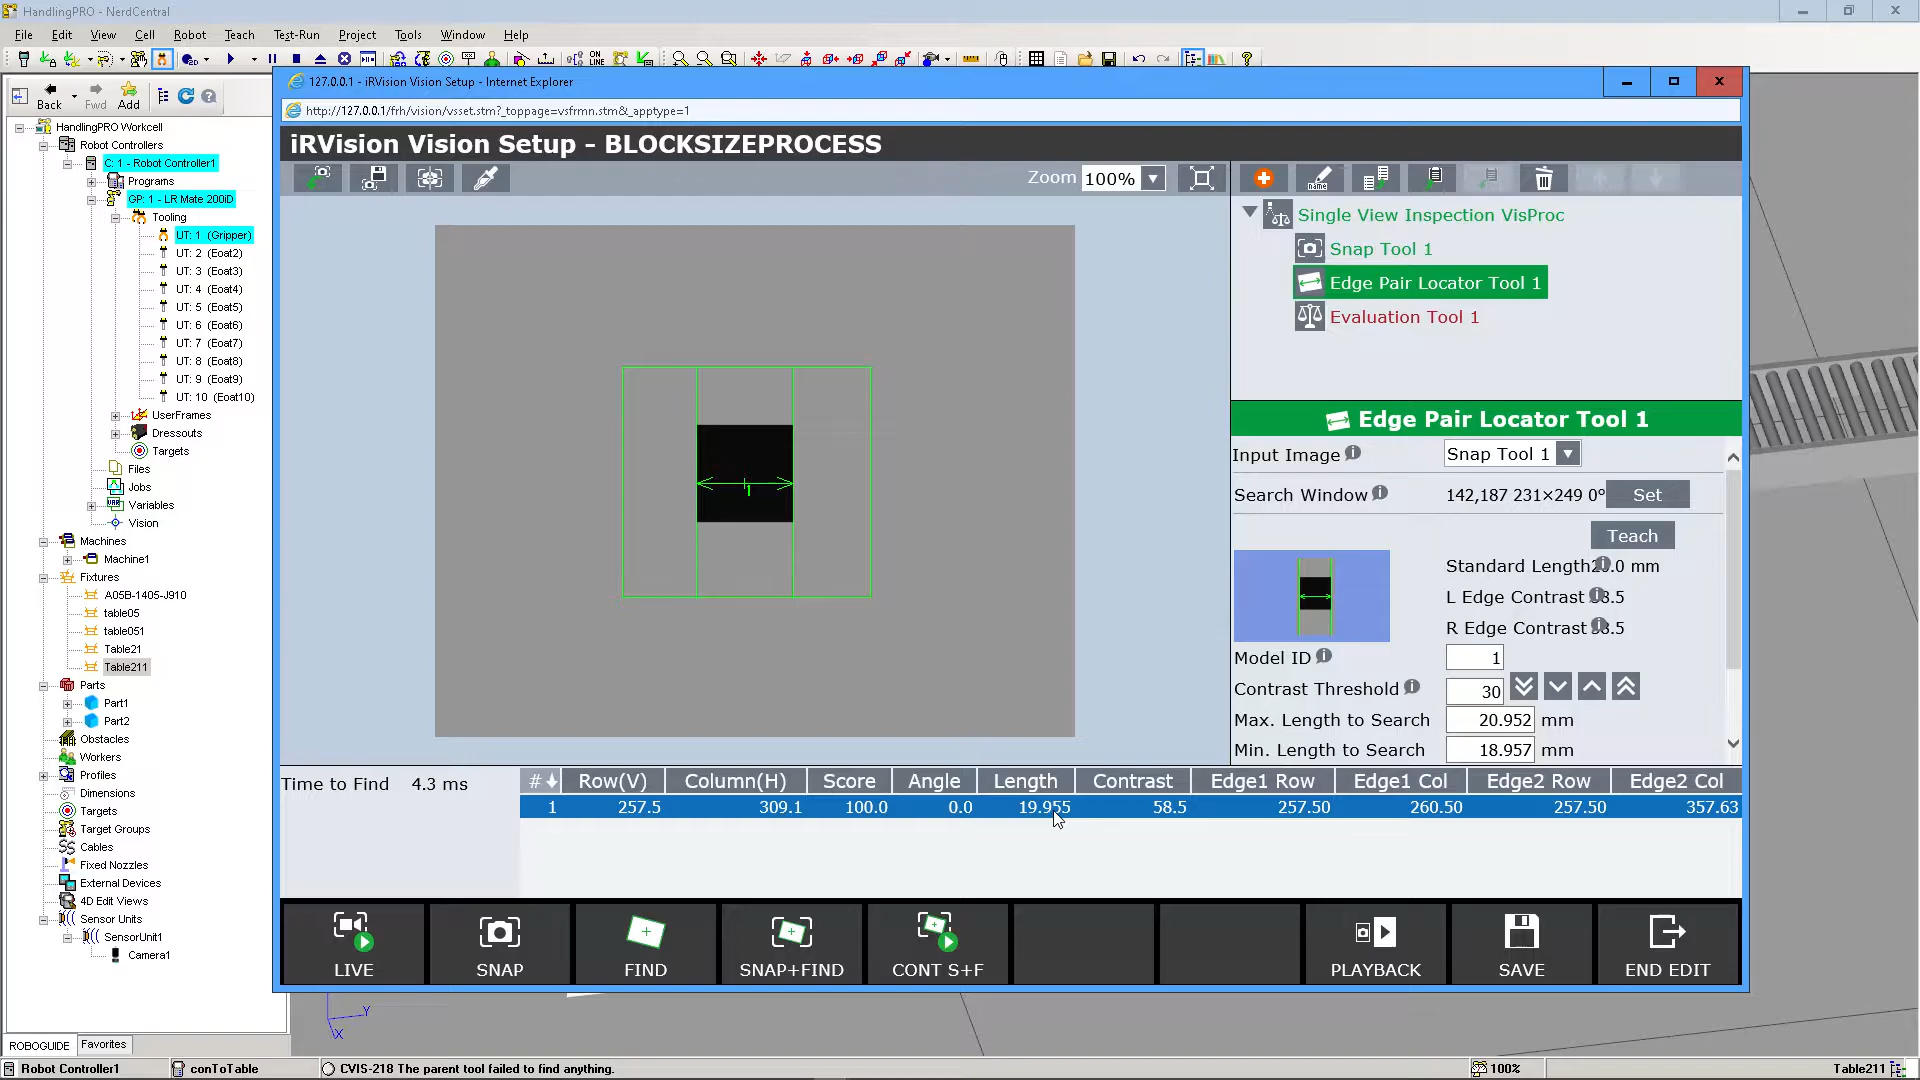 HandlingPRO - NerdCentral
File Edit View Cell Robot Teach Test-Run Project Tools Window Help
ON LINE
127.0.0.1 - iRVision Vision Setup - Internet Explorer
http://127.0.0.1/frh/vision/vsset.stm?_toppage=vsfrmn.stm&_apptype=1
iRVision Vision Setup - BLOCKSIZEPROCESS
Back Fwd Add
HandlingPRO Workcell
Robot Controllers
C: 1 - Robot Controller1
Programs
GP: 1 - LR Mate 200iD
Tooling
UT: 1 (Gripper)
UT: 2 (Eoat2)
UT: 3 (Eoat3)
UT: 4 (Eoat4)
UT: 5 (Eoat5)
UT: 6 (Eoat6)
UT: 7 (Eoat7)
UT: 8 (Eoat8)
UT: 9 (Eoat9)
UT: 10 (Eoat10)
UserFrames
Dressouts
Targets
Files
Jobs
Variables
Vision
Machines
Machine1
Fixtures
A05B-1405-J910
table05
table051
Table21
Table211
Parts
Part1
Part2
Obstacles
Workers
Profiles
Dimensions
Targets
Target Groups
Cables
Fixed Nozzles
External Devices
4D Edit Views
Sensor Units
SensorUnit1
Camera1
ROBOGUIDE Favorites
Zoom 100%
name
1
Single View Inspection VisProc
Snap Tool 1
Edge Pair Locator Tool 1
Evaluation Tool 1
Edge Pair Locator Tool 1
Input Image Snap Tool 1
Search Window 142,187 231×249 0° Set
Teach
Standard Length .0 mm
L Edge Contrast 8.5
R Edge Contrast 8.5
Model ID 1
Contrast Threshold 30
Max. Length to Search 20.952 mm
Min. Length to Search 18.957 mm
Time to Find 4.3 ms
# Row(V) Column(H) Score Angle Length Contrast Edge1 Row Edge1 Col Edge2 Row Edge2 Col
1 257.5 309.1 100.0 0.0 19.955 58.5 257.50 260.50 257.50 357.63
LIVE SNAP FIND SNAP+FIND CONT S+F PLAYBACK SAVE END EDIT
Y
X
Robot Controller1 conToTable CVIS-218 The parent tool failed to find anything. 100% Table211